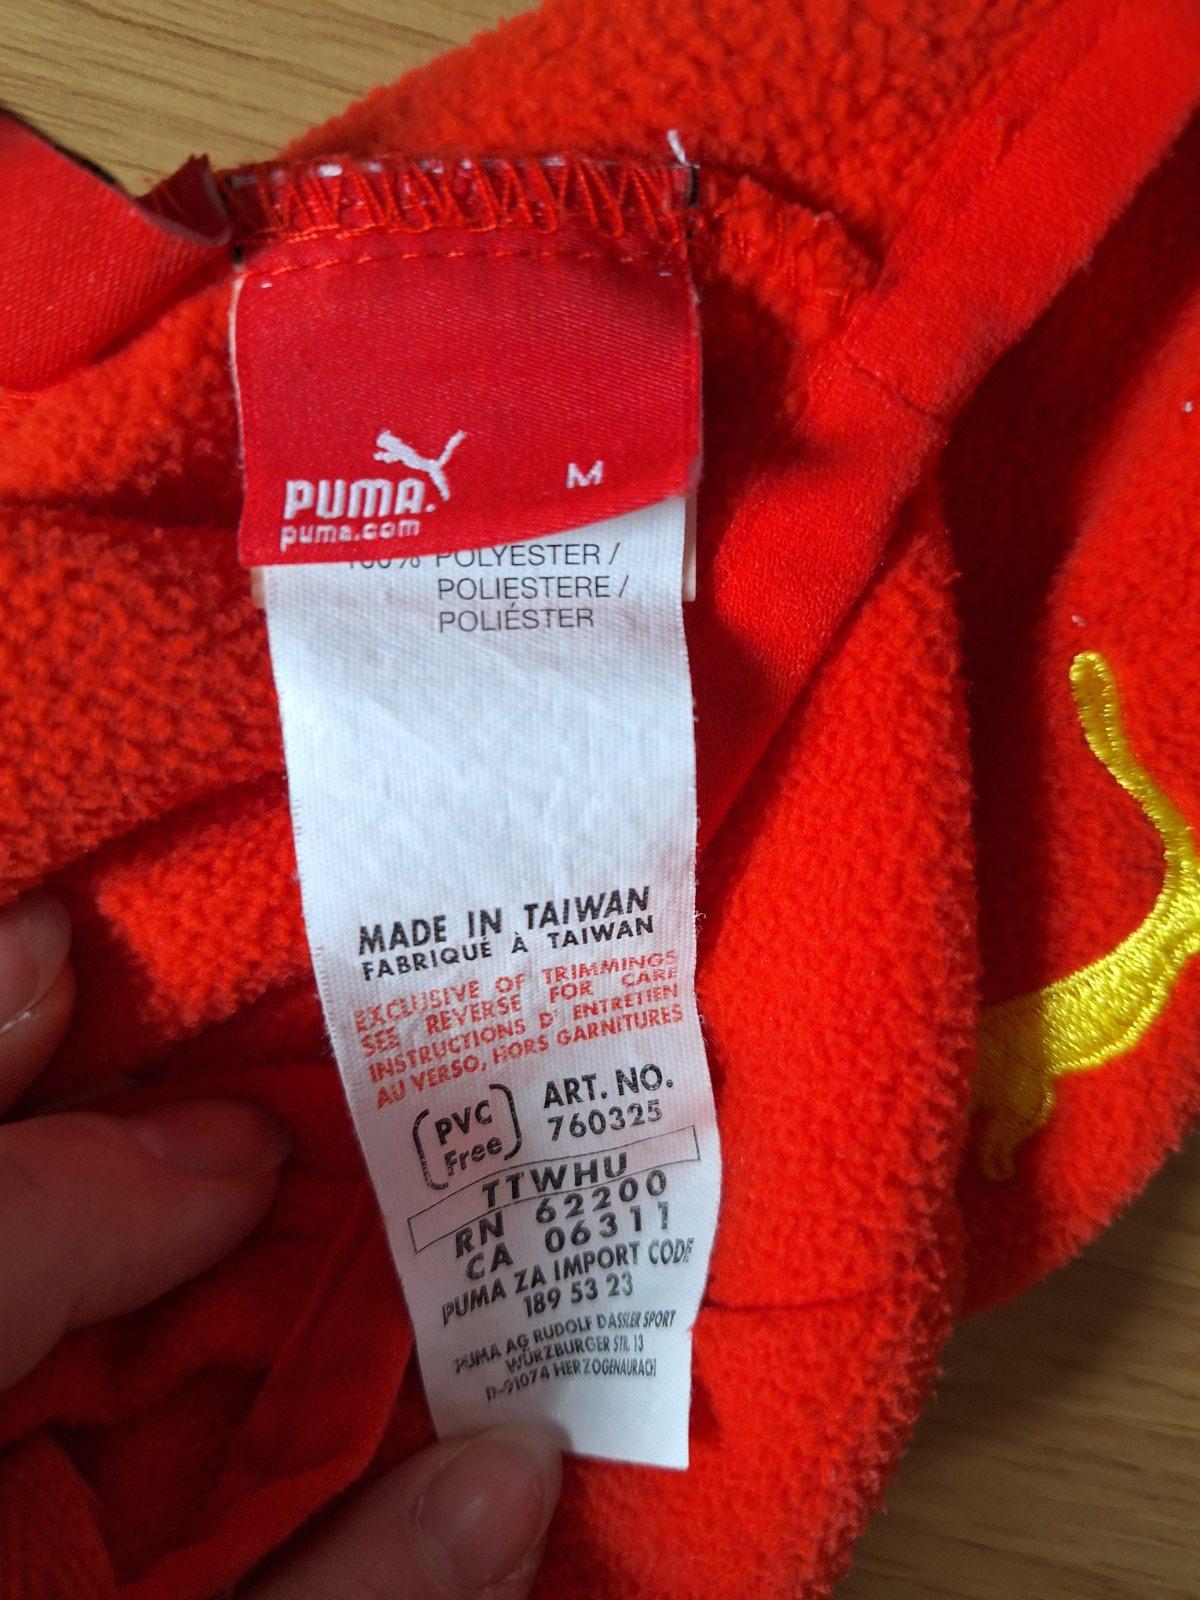 PUMA.
M
puma.com
100% POLYESTER /
POLIESTERE /
POLIÉSTER
MADE IN TAIWAN
FABRIQUÉ À TAIWAN
EXCLUSIVE OF TRIMMINGS
SEE REVERSE FOR CARE
INSTRUCTIONS D'ENTRETIEN
AU VERSO, HORS GARNITURES
PVC
Free
ART. NO.
760325
TTWHU
RN 62200
CA 06311
PUMA ZA IMPORT CODE
189 53 23
PUMA AG RUDOLF DASSLER SPORT
WÜRZBURGER STR. 13
D-91074 HERZOGENAURACH